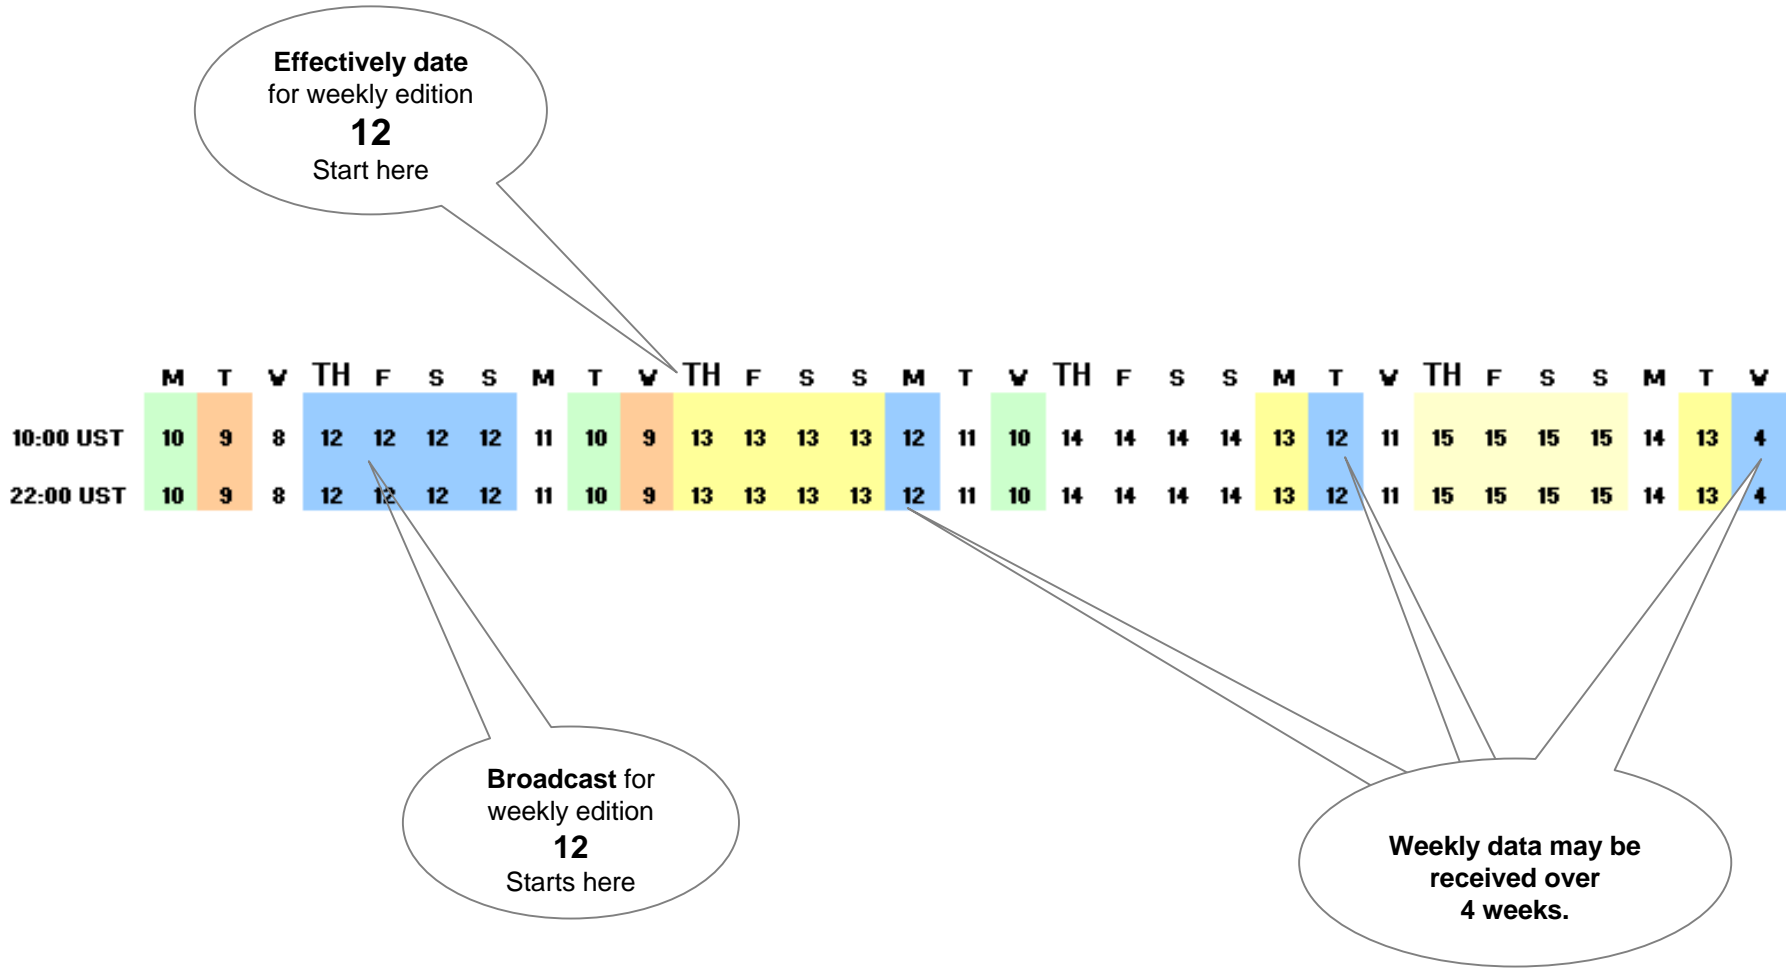 Effectively date
for weekly edition
12
Start here
M T W TH F S S M T W TH F S S M T W TH F S S M T W TH F S S M T W
10:00 UST 10 9 8 12 12 12 12 11 10 9 13 13 13 13 12 11 10 14 14 14 14 13 12 11 15 15 15 15 14 13 4
22:00 UST 10 9 8 12 12 12 12 11 10 9 13 13 13 13 12 11 10 14 14 14 14 13 12 11 15 15 15 15 14 13 4
Broadcast for
weekly edition
12
Starts here
Weekly data may be
received over
4 weeks.